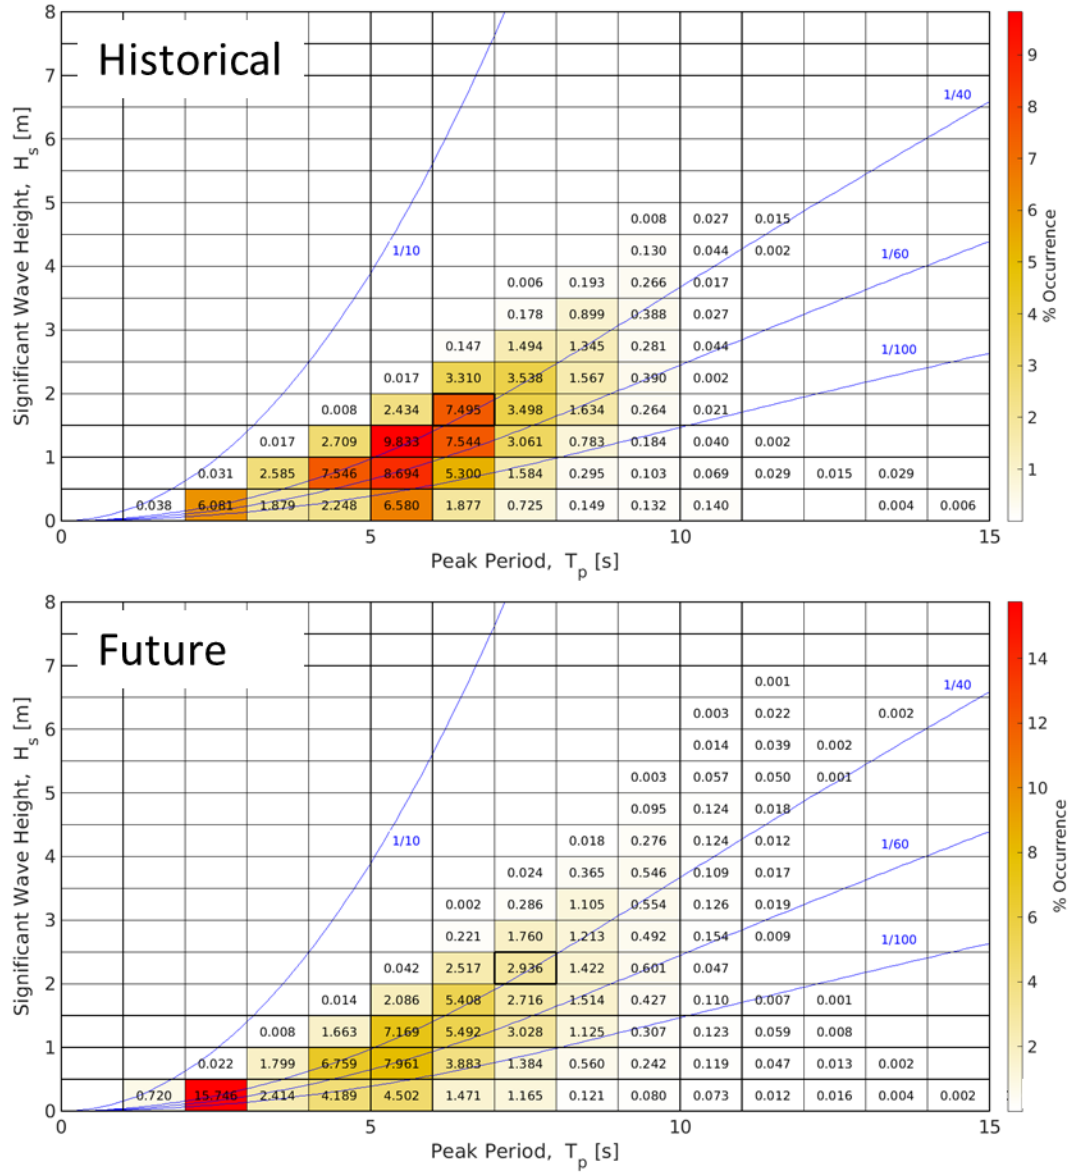 Historical
8
7
6
5
4
3
2
1
0
Significant Wave Height, H_s [m]
1/10
1/40
1/60
1/100
0.008 0.027 0.015
0.130 0.044 0.002
0.006 0.193 0.266 0.017
0.178 0.899 0.388 0.027
0.147 1.494 1.345 0.281 0.044
0.017 3.310 3.538 1.567 0.390 0.002
0.008 2.434 7.495 3.498 1.634 0.264 0.021
0.017 2.709 9.833 7.544 3.061 0.783 0.184 0.040 0.002
0.031 2.585 7.546 8.694 5.300 1.584 0.295 0.103 0.069 0.029 0.015 0.029
0.038 6.081 1.879 2.248 6.580 1.877 0.725 0.149 0.132 0.140 0.004 0.006
0 5 10 15
Peak Period, T_p [s]
9
8
7
6
5
4
3
2
1
% Occurrence
Future
8
7
6
5
4
3
2
1
0
Significant Wave Height, H_s [m]
1/10
1/40
1/60
1/100
0.001
0.003 0.022 0.002
0.014 0.039 0.002
0.003 0.057 0.050 0.001
0.095 0.124 0.018
0.018 0.276 0.124 0.012
0.024 0.365 0.546 0.109 0.017
0.002 0.286 1.105 0.554 0.126 0.019
0.221 1.760 1.213 0.492 0.154 0.009
0.042 2.517 2.936 1.422 0.601 0.047
0.014 2.086 5.408 2.716 1.514 0.427 0.110 0.007 0.001
0.008 1.663 7.169 5.492 3.028 1.125 0.307 0.123 0.059 0.008
0.022 1.799 6.759 7.961 3.883 1.384 0.560 0.242 0.119 0.047 0.013 0.002
0.720 15.746 2.414 4.189 4.502 1.471 1.165 0.121 0.080 0.073 0.012 0.016 0.004 0.002
0 5 10 15
Peak Period, T_p [s]
14
12
10
8
6
4
2
% Occurrence